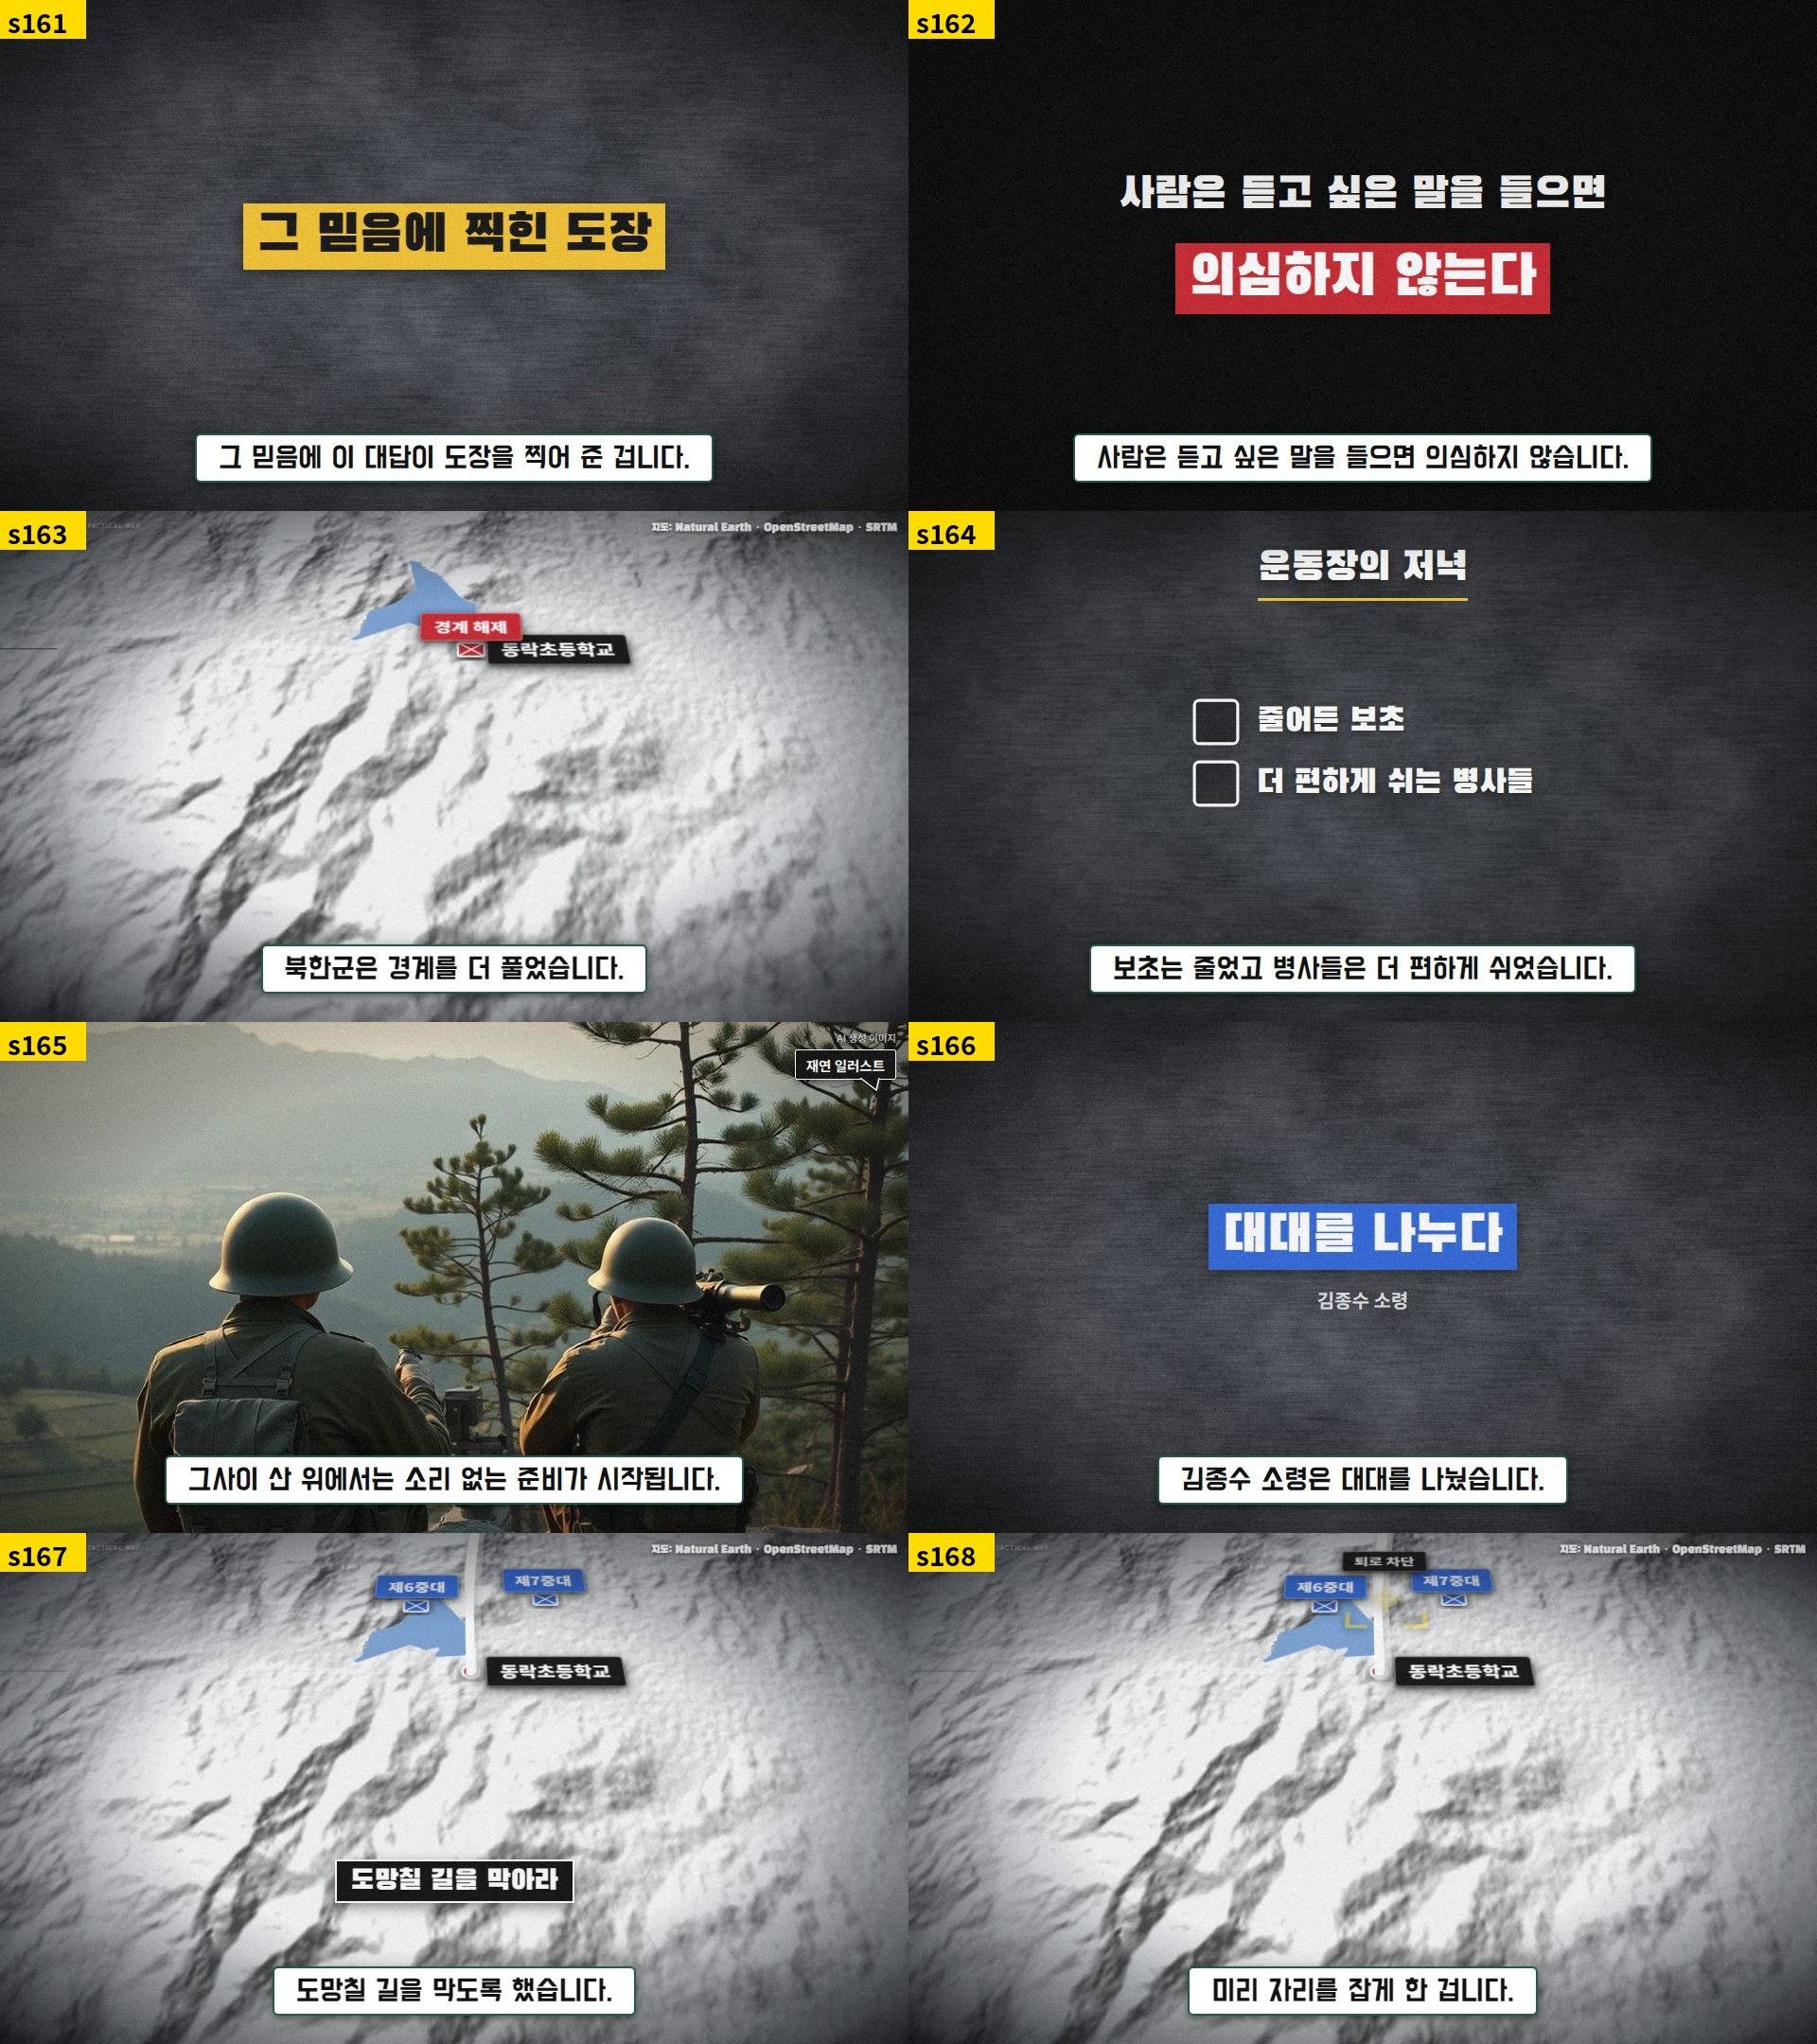 s161
그 믿음에 찍힌 도장
그 믿음에 이 대답이 도장을 찍어 준 겁니다.
s162
사람은 듣고 싶은 말을 들으면
의심하지 않는다
사람은 듣고 싶은 말을 들으면 의심하지 않습니다.
s163
TACTICAL MAP
지도: Natural Earth · OpenStreetMap · SRTM
경계 해제
동락초등학교
북한군은 경계를 더 풀었습니다.
s164
운동장의 저녁
줄어든 보초
더 편하게 쉬는 병사들
보초는 줄었고 병사들은 더 편하게 쉬었습니다.
s165
AI 생성 이미지
재연 일러스트
그사이 산 위에서는 소리 없는 준비가 시작됩니다.
s166
대대를 나누다
김종수 소령
김종수 소령은 대대를 나눴습니다.
s167
TACTICAL MAP
지도: Natural Earth · OpenStreetMap · SRTM
제6중대
제7중대
동락초등학교
도망칠 길을 막아라
도망칠 길을 막도록 했습니다.
s168
TACTICAL MAP
지도: Natural Earth · OpenStreetMap · SRTM
퇴로 차단
제6중대
제7중대
동락초등학교
미리 자리를 잡게 한 겁니다.